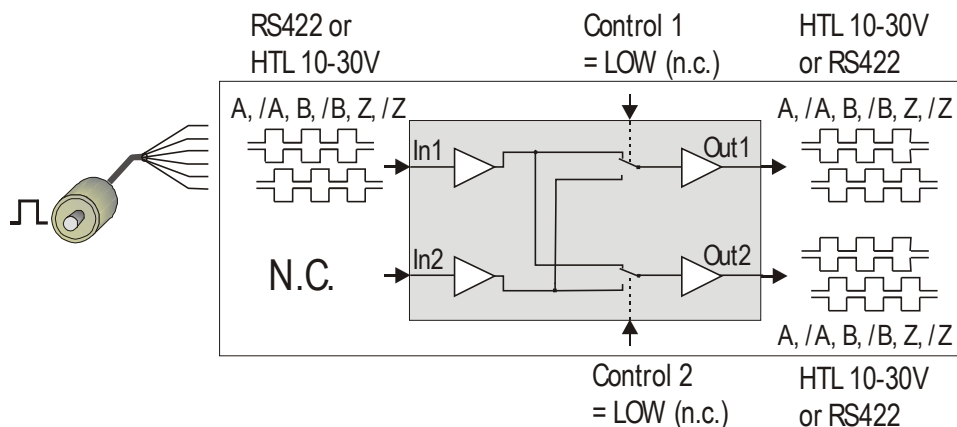 RS422 or
HTL 10-30V
Control 1
= LOW (n.c.)
HTL 10-30V
or RS422
A, /A, B, /B, Z, /Z
A, /A, B, /B, Z, /Z
In1
Out1
In2
Out2
N.C.
A, /A, B, /B, Z, /Z
Control 2
= LOW (n.c.)
HTL 10-30V
or RS422